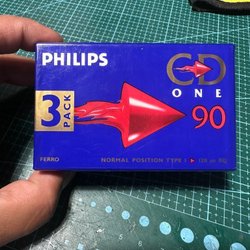 PHILIPS
CD
ONE
3
PACK
90
FERRO
NORMAL POSITION TYPE I